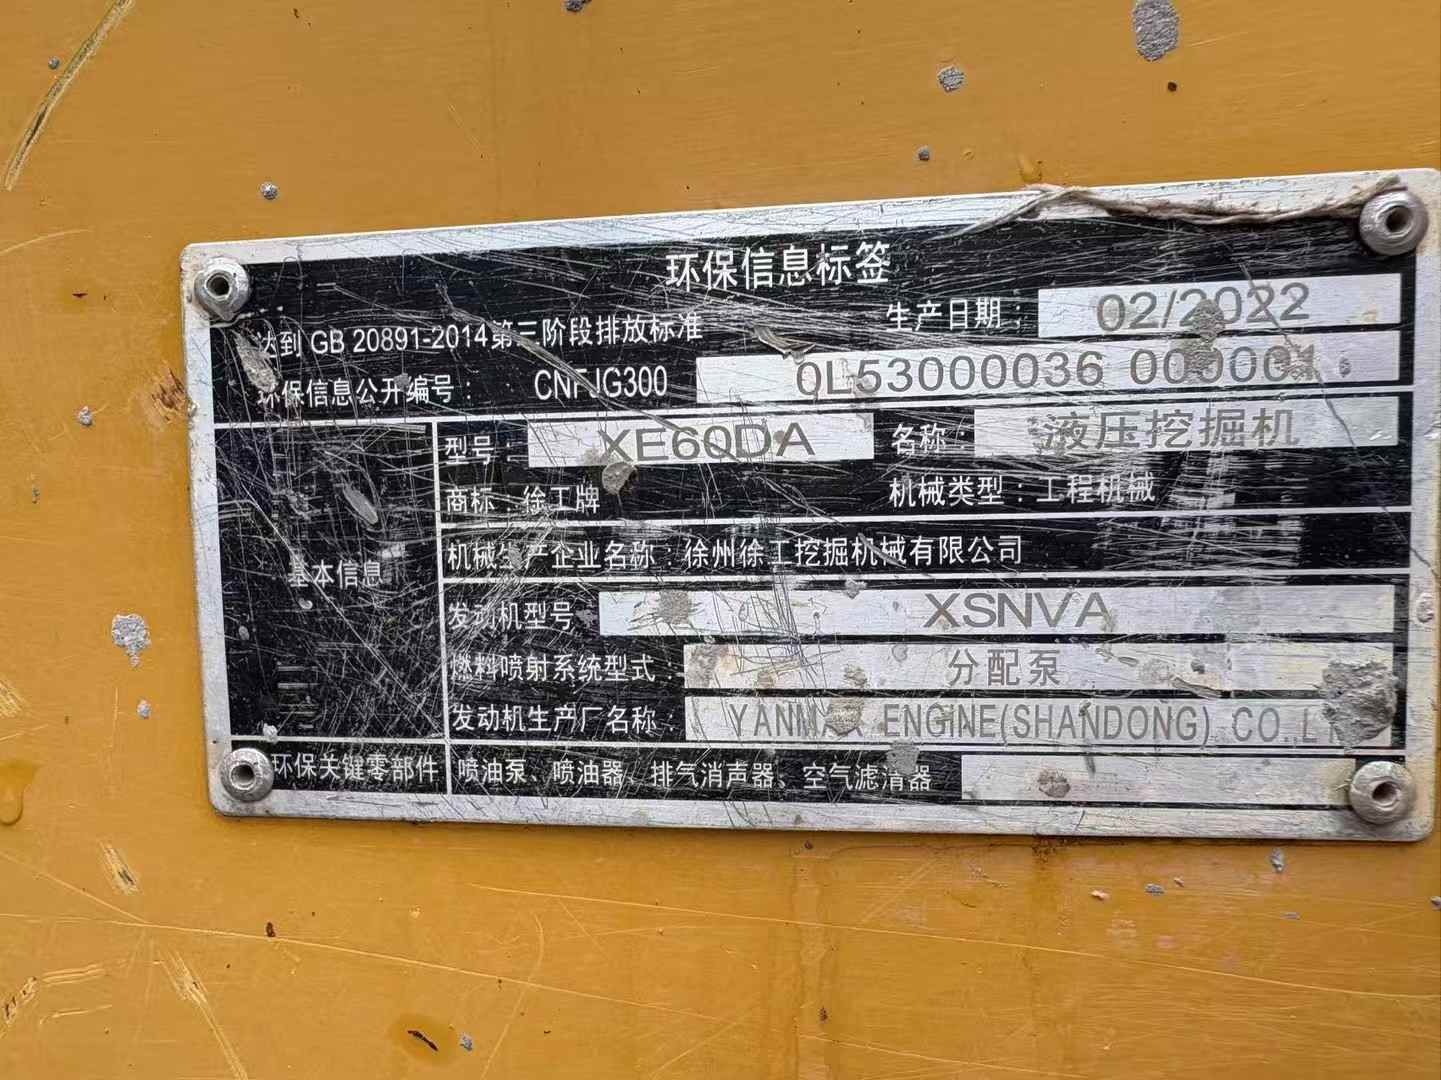 环保信息标签
达到 GB 20891-2014第三阶段排放标准 生产日期： 02/2022
环保信息公开编号： CNFJG300 0L53000036 000001
基本信息
型号： XE60DA 名称： 液压挖掘机
商标：徐工牌 机械类型：工程机械
机械生产企业名称：徐州徐工挖掘机械有限公司
发动机型号 XSNVA
燃料喷射系统型式： 分配泵
发动机生产厂名称： YANMAR ENGINE(SHANDONG) CO.,
环保关键零部件 喷油泵、喷油器、排气消声器、空气滤清器